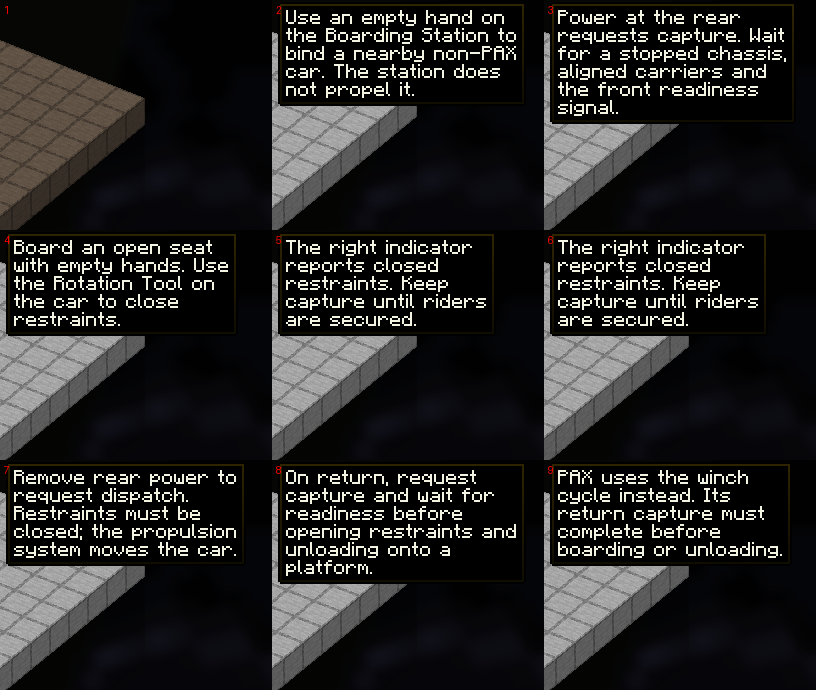 1
2
Use an empty hand on
the Boarding Station to
bind a nearby non-PAX
car. The station does
not propel it.
3
Power at the rear
requests capture. Wait
for a stopped chassis,
aligned carriers and
the front readiness
signal.
4
Board an open seat
with empty hands. Use
the Rotation Tool on
the car to close
restraints.
5
The right indicator
reports closed
restraints. Keep
capture until riders
are secured.
6
The right indicator
reports closed
restraints. Keep
capture until riders
are secured.
7
Remove rear power to
request dispatch.
Restraints must be
closed; the propulsion
system moves the car.
8
On return, request
capture and wait for
readiness before
opening restraints and
unloading onto a
platform.
9
PAX uses the winch
cycle instead. Its
return capture must
complete before
boarding or unloading.